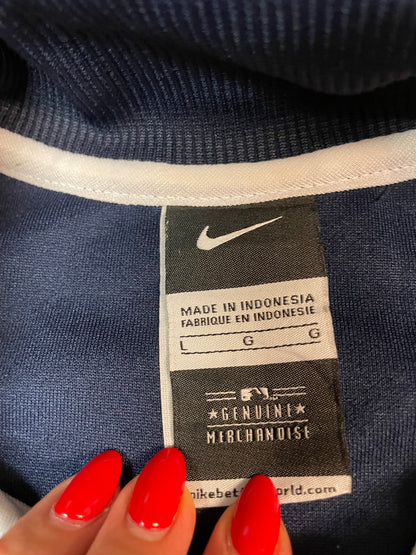 MADE IN INDONESIA
FABRIQUE EN INDONESIE
L G G
GENUINE
MERCHANDISE